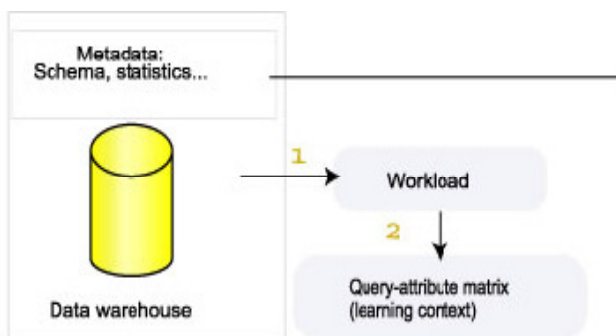 Metadata:
Schema, statistics...
1
Workload
2
Query-attribute matrix
(learning context)
Data warehouse